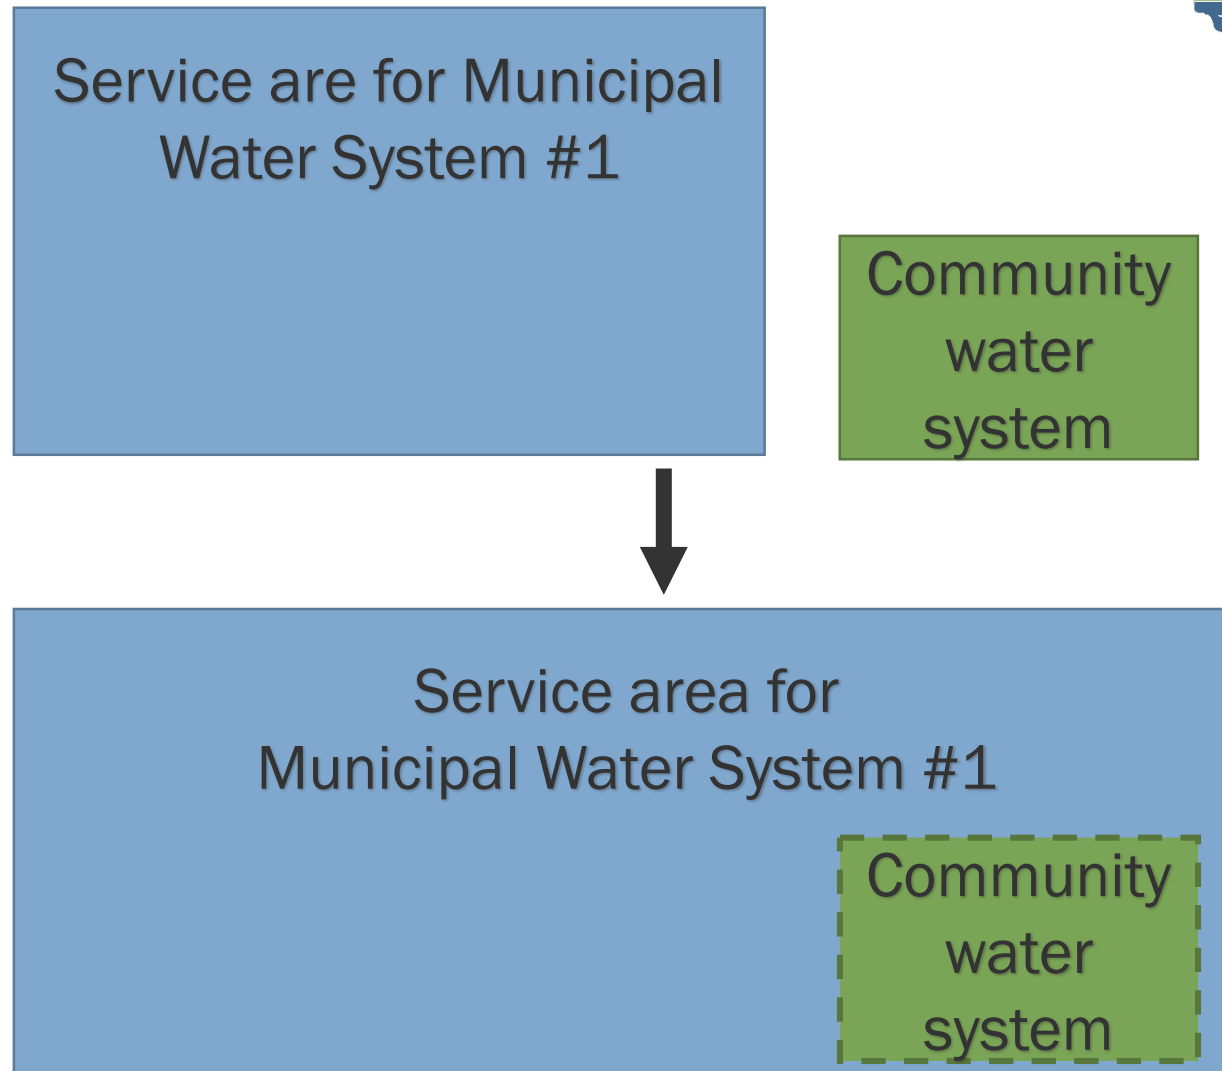 Service are for Municipal
Water System #1
Community
water
system
Service area for
Municipal Water System #1
Community
water
system